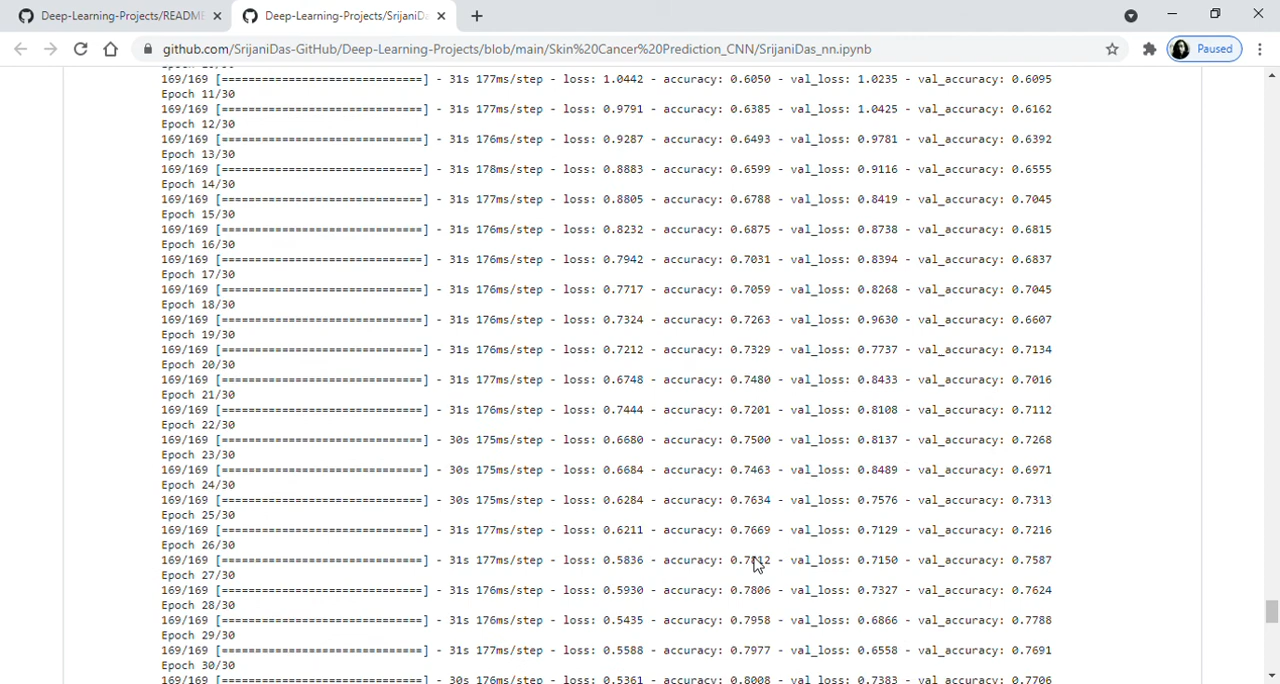 Deep-Learning-Projects/README
Deep-Learning-Projects/SrijaniDa
github.com/SrijaniDas-GitHub/Deep-Learning-Projects/blob/main/Skin%20Cancer%20Prediction_CNN/SrijaniDas_nn.ipynb
Paused
169/169 [==============================] - 31s 177ms/step - loss: 1.0442 - accuracy: 0.6050 - val_loss: 1.0235 - val_accuracy: 0.6095
Epoch 11/30
169/169 [==============================] - 31s 177ms/step - loss: 0.9791 - accuracy: 0.6385 - val_loss: 1.0425 - val_accuracy: 0.6162
Epoch 12/30
169/169 [==============================] - 31s 176ms/step - loss: 0.9287 - accuracy: 0.6493 - val_loss: 0.9781 - val_accuracy: 0.6392
Epoch 13/30
169/169 [==============================] - 31s 178ms/step - loss: 0.8883 - accuracy: 0.6599 - val_loss: 0.9116 - val_accuracy: 0.6555
Epoch 14/30
169/169 [==============================] - 31s 177ms/step - loss: 0.8805 - accuracy: 0.6788 - val_loss: 0.8419 - val_accuracy: 0.7045
Epoch 15/30
169/169 [==============================] - 31s 176ms/step - loss: 0.8232 - accuracy: 0.6875 - val_loss: 0.8738 - val_accuracy: 0.6815
Epoch 16/30
169/169 [==============================] - 31s 176ms/step - loss: 0.7942 - accuracy: 0.7031 - val_loss: 0.8394 - val_accuracy: 0.6837
Epoch 17/30
169/169 [==============================] - 31s 176ms/step - loss: 0.7717 - accuracy: 0.7059 - val_loss: 0.8268 - val_accuracy: 0.7045
Epoch 18/30
169/169 [==============================] - 31s 176ms/step - loss: 0.7324 - accuracy: 0.7263 - val_loss: 0.9630 - val_accuracy: 0.6607
Epoch 19/30
169/169 [==============================] - 31s 176ms/step - loss: 0.7212 - accuracy: 0.7329 - val_loss: 0.7737 - val_accuracy: 0.7134
Epoch 20/30
169/169 [==============================] - 31s 177ms/step - loss: 0.6748 - accuracy: 0.7480 - val_loss: 0.8433 - val_accuracy: 0.7016
Epoch 21/30
169/169 [==============================] - 31s 176ms/step - loss: 0.7444 - accuracy: 0.7201 - val_loss: 0.8108 - val_accuracy: 0.7112
Epoch 22/30
169/169 [==============================] - 30s 175ms/step - loss: 0.6680 - accuracy: 0.7500 - val_loss: 0.8137 - val_accuracy: 0.7268
Epoch 23/30
169/169 [==============================] - 30s 175ms/step - loss: 0.6684 - accuracy: 0.7463 - val_loss: 0.8489 - val_accuracy: 0.6971
Epoch 24/30
169/169 [==============================] - 30s 175ms/step - loss: 0.6284 - accuracy: 0.7634 - val_loss: 0.7576 - val_accuracy: 0.7313
Epoch 25/30
169/169 [==============================] - 31s 177ms/step - loss: 0.6211 - accuracy: 0.7669 - val_loss: 0.7129 - val_accuracy: 0.7216
Epoch 26/30
169/169 [==============================] - 31s 177ms/step - loss: 0.5836 - accuracy: - val_loss: 0.7150 - val_accuracy: 0.7587
Epoch 27/30
169/169 [==============================] - 31s 176ms/step - loss: 0.5930 - accuracy: 0.7806 - val_loss: 0.7327 - val_accuracy: 0.7624
Epoch 28/30
169/169 [==============================] - 31s 176ms/step - loss: 0.5435 - accuracy: 0.7958 - val_loss: 0.6866 - val_accuracy: 0.7788
Epoch 29/30
169/169 [==============================] - 31s 177ms/step - loss: 0.5588 - accuracy: 0.7977 - val_loss: 0.6558 - val_accuracy: 0.7691
Epoch 30/30
169/169 [==============================] - 30s 176ms/step - loss: 0.5361 - accuracy: 0.8008 - val_loss: 0.7383 - val_accuracy: 0.7706